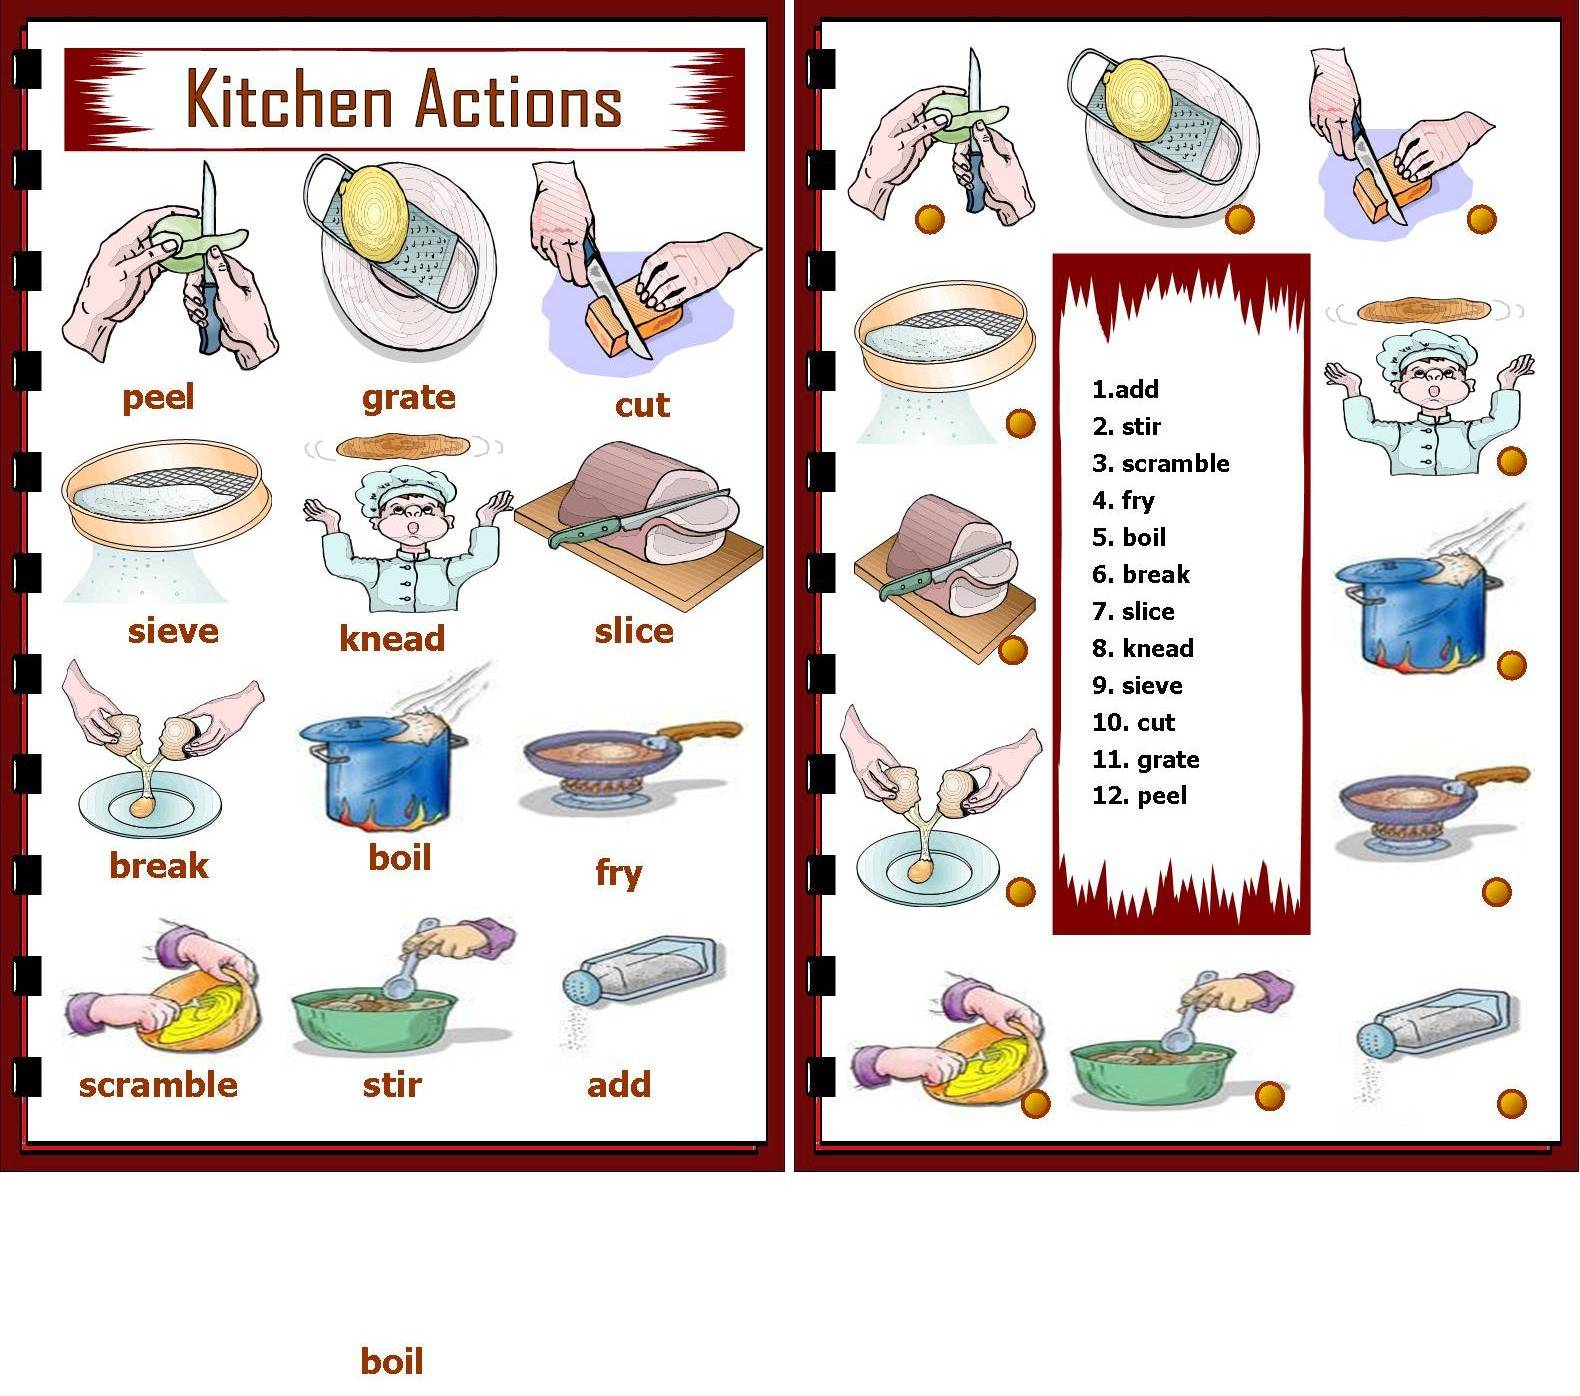 Kitchen Actions
peel
grate
cut
sieve
knead
slice
break
boil
fry
scramble
stir
add
1.add
2. stir
3. scramble
4. fry
5. boil
6. break
7. slice
8. knead
9. sieve
10. cut
11. grate
12. peel
boil